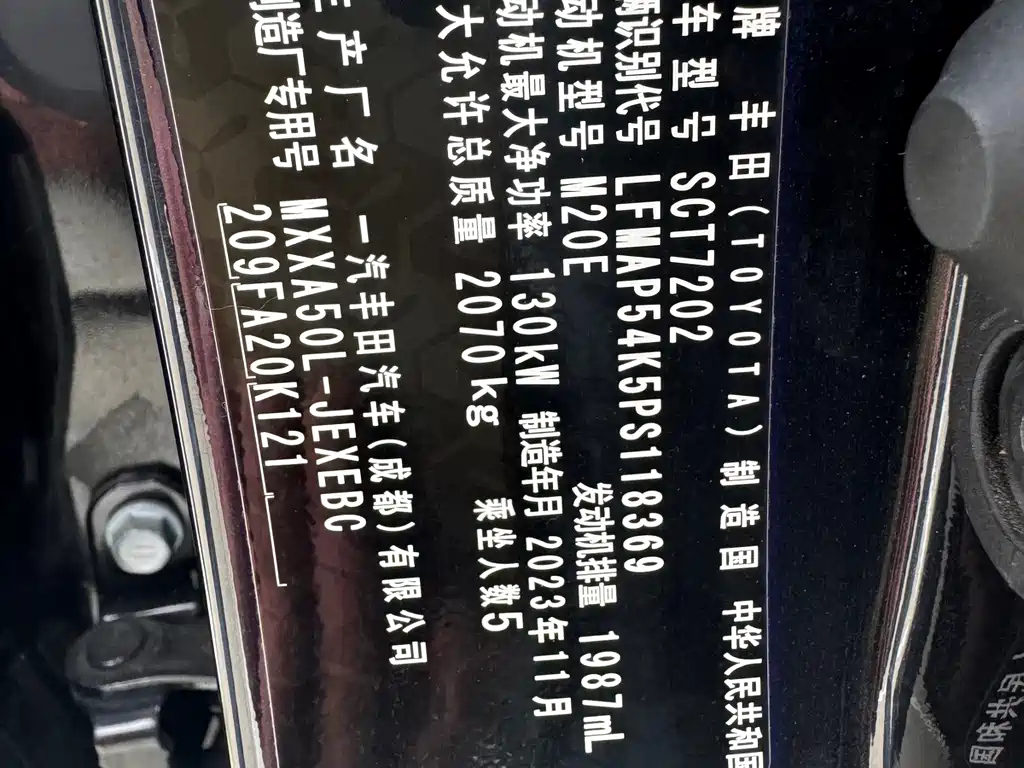 牌 丰田(TOYOTA) 制造国 中华人民共和国
车型号 SCT7202
辆识别代号 LFMAP54K5PS118369
动机型号 M20E 发动机排量 1987mL
动机最大净功率 130kW 制造年月 2023年11月
大允许总质量 2070kg 乘坐人数5
生产厂名 一汽丰田汽车(成都)有限公司
制造厂专用号 MXXA50L-JEXEBC
209FA20K121